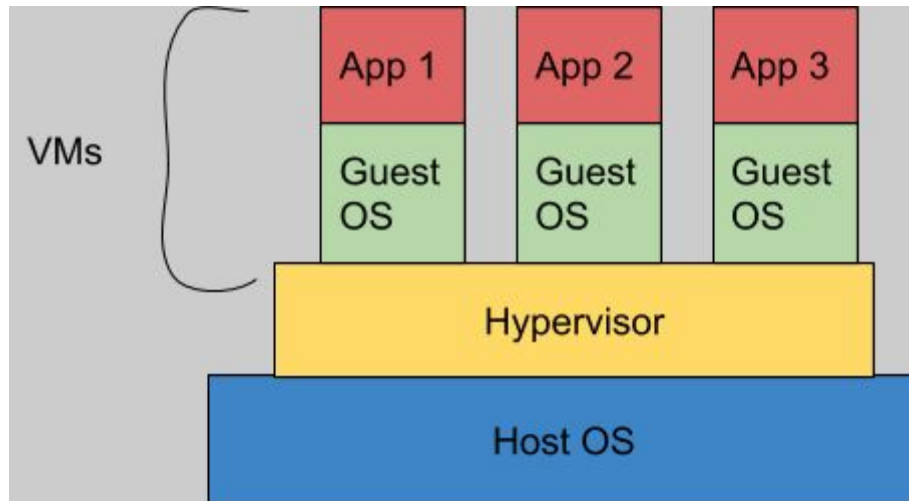 App 1
App 2
App 3
VMs
Guest
OS
Guest
OS
Guest
OS
Hypervisor
Host OS